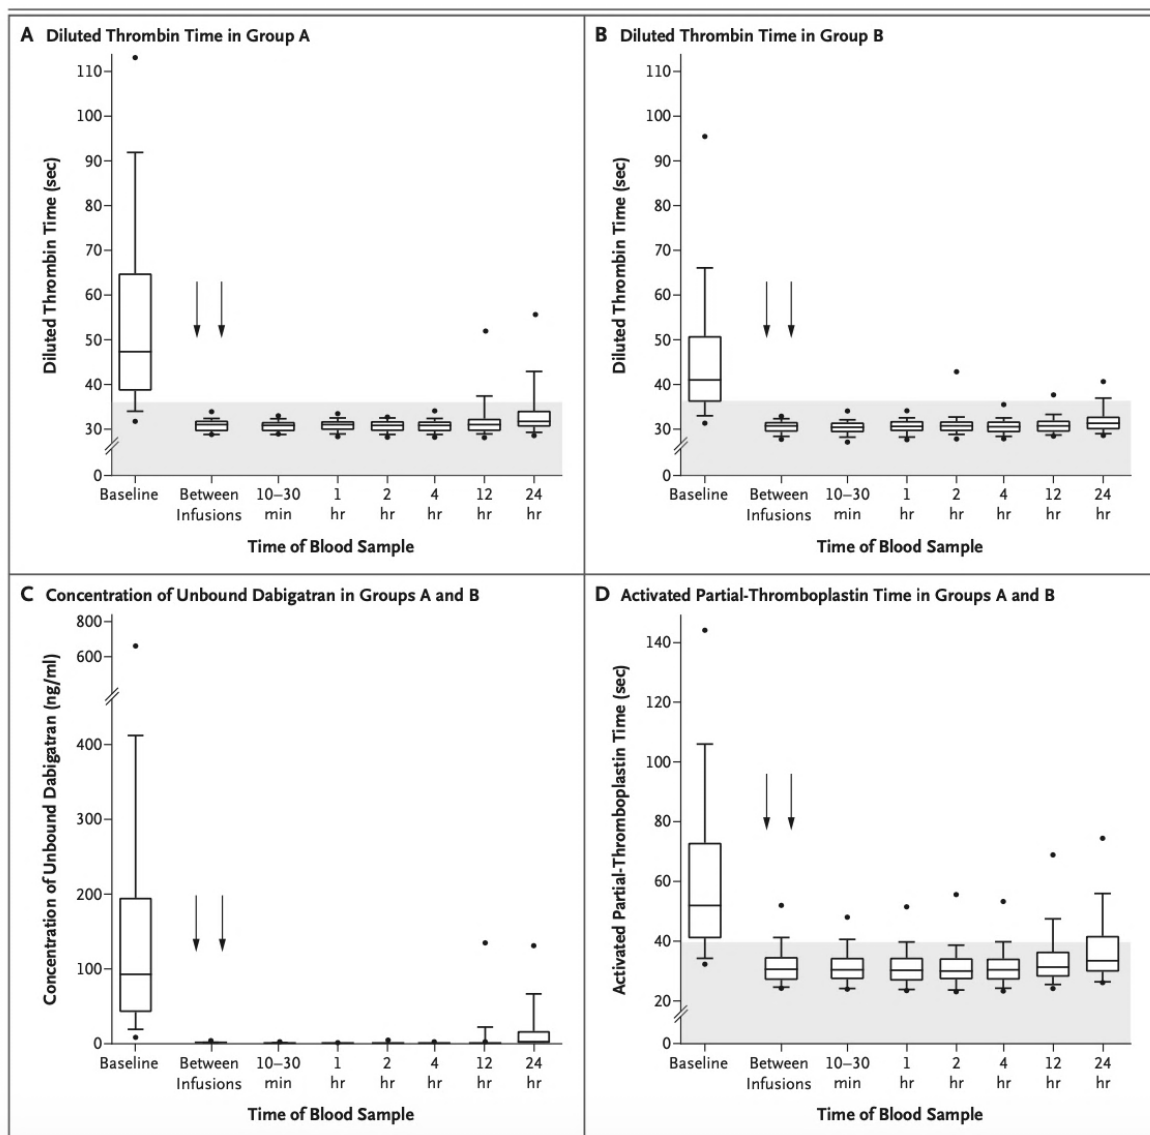 A Diluted Thrombin Time in Group A
Diluted Thrombin Time (sec)
110
100
90
80
70
60
50
40
30
0
Baseline Between Infusions 10–30 min 1 hr 2 hr 4 hr 12 hr 24 hr
Time of Blood Sample
B Diluted Thrombin Time in Group B
Diluted Thrombin Time (sec)
110
100
90
80
70
60
50
40
30
0
Baseline Between Infusions 10–30 min 1 hr 2 hr 4 hr 12 hr 24 hr
Time of Blood Sample
C Concentration of Unbound Dabigatran in Groups A and B
Concentration of Unbound Dabigatran (ng/ml)
800
600
400
300
200
100
0
Baseline Between Infusions 10–30 min 1 hr 2 hr 4 hr 12 hr 24 hr
Time of Blood Sample
D Activated Partial-Thromboplastin Time in Groups A and B
Activated Partial-Thromboplastin Time (sec)
140
120
100
80
60
40
20
0
Baseline Between Infusions 10–30 min 1 hr 2 hr 4 hr 12 hr 24 hr
Time of Blood Sample